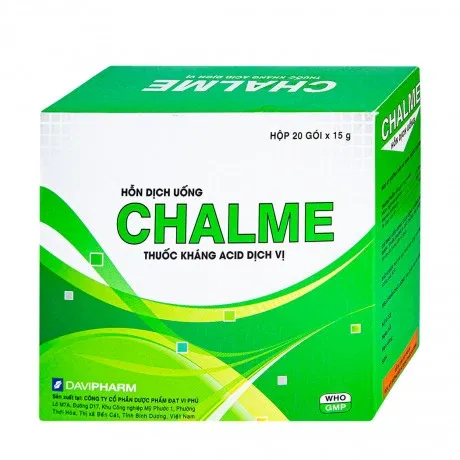 CHALME
THUỐC KHÁNG ACID DỊCH VỊ
HỘP 20 GÓI x 15 g
HỖN DỊCH UỐNG
CHALME
THUỐC KHÁNG ACID DỊCH VỊ
CHALME
HỖN DỊCH UỐNG
DAVIPHARM
Sản xuất tại: CÔNG TY CỔ PHẦN DƯỢC PHẨM ĐẠT VI PHÚ
Lô M7A, Đường D17, Khu Công nghiệp Mỹ Phước 1, Phường
Thới Hòa, Thị xã Bến Cát, Tỉnh Bình Dương, Việt Nam
WHO
GMP